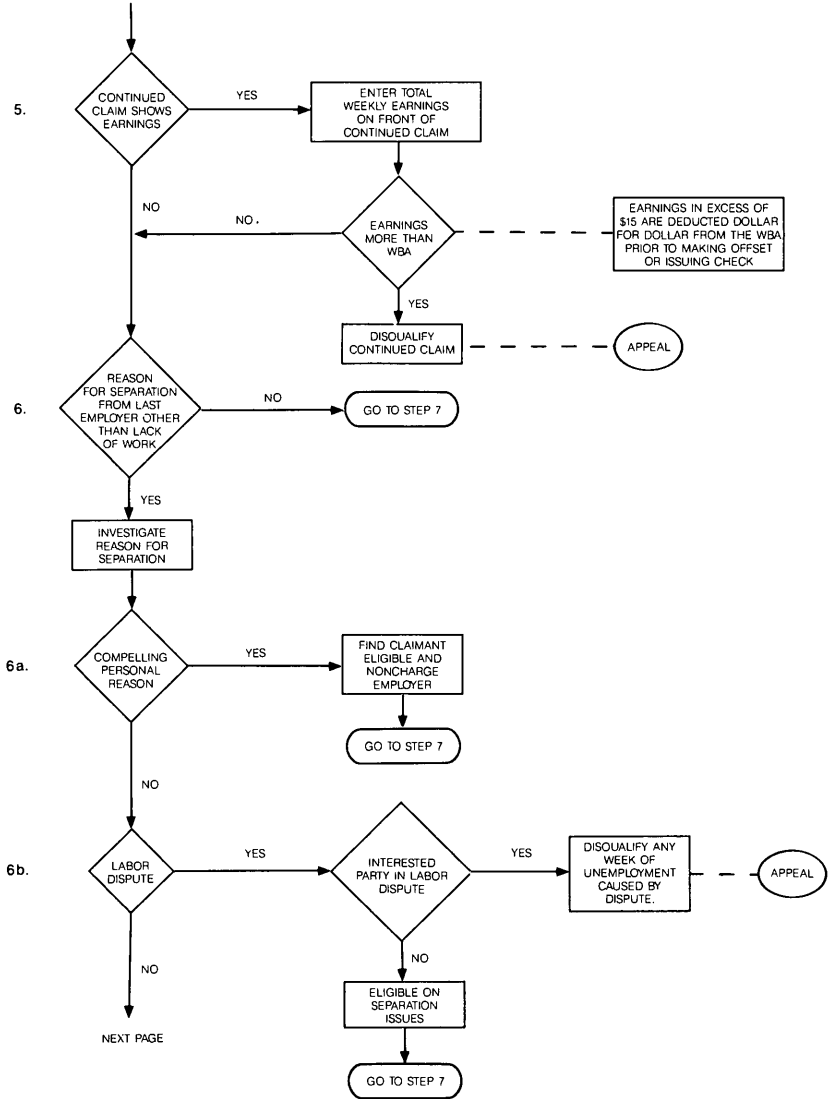 5.
CONTINUED
CLAIM SHOWS
EARNINGS
YES
ENTER TOTAL
WEEKLY EARNINGS
ON FRONT OF
CONTINUED CLAIM
NO
NO.
EARNINGS
MORE THAN
WBA
EARNINGS IN EXCESS OF
$15 ARE DEDUCTED DOLLAR
FOR DOLLAR FROM THE WBA
PRIOR TO MAKING OFFSET
OR ISSUING CHECK
YES
DISQUALIFY
CONTINUED CLAIM
APPEAL
6.
REASON
FOR SEPARATION
FROM LAST
EMPLOYER OTHER
THAN LACK
OF WORK
NO
GO TO STEP 7
YES
INVESTIGATE
REASON FOR
SEPARATION
6a.
COMPELLING
PERSONAL
REASON
YES
FIND CLAIMANT
ELIGIBLE AND
NONCHARGE
EMPLOYER
GO TO STEP 7
NO
6b.
LABOR
DISPUTE
YES
INTERESTED
PARTY IN LABOR
DISPUTE
YES
DISQUALIFY ANY
WEEK OF
UNEMPLOYMENT
CAUSED BY
DISPUTE.
APPEAL
NO
NO
ELIGIBLE ON
SEPARATION
ISSUES
NEXT PAGE
GO TO STEP 7